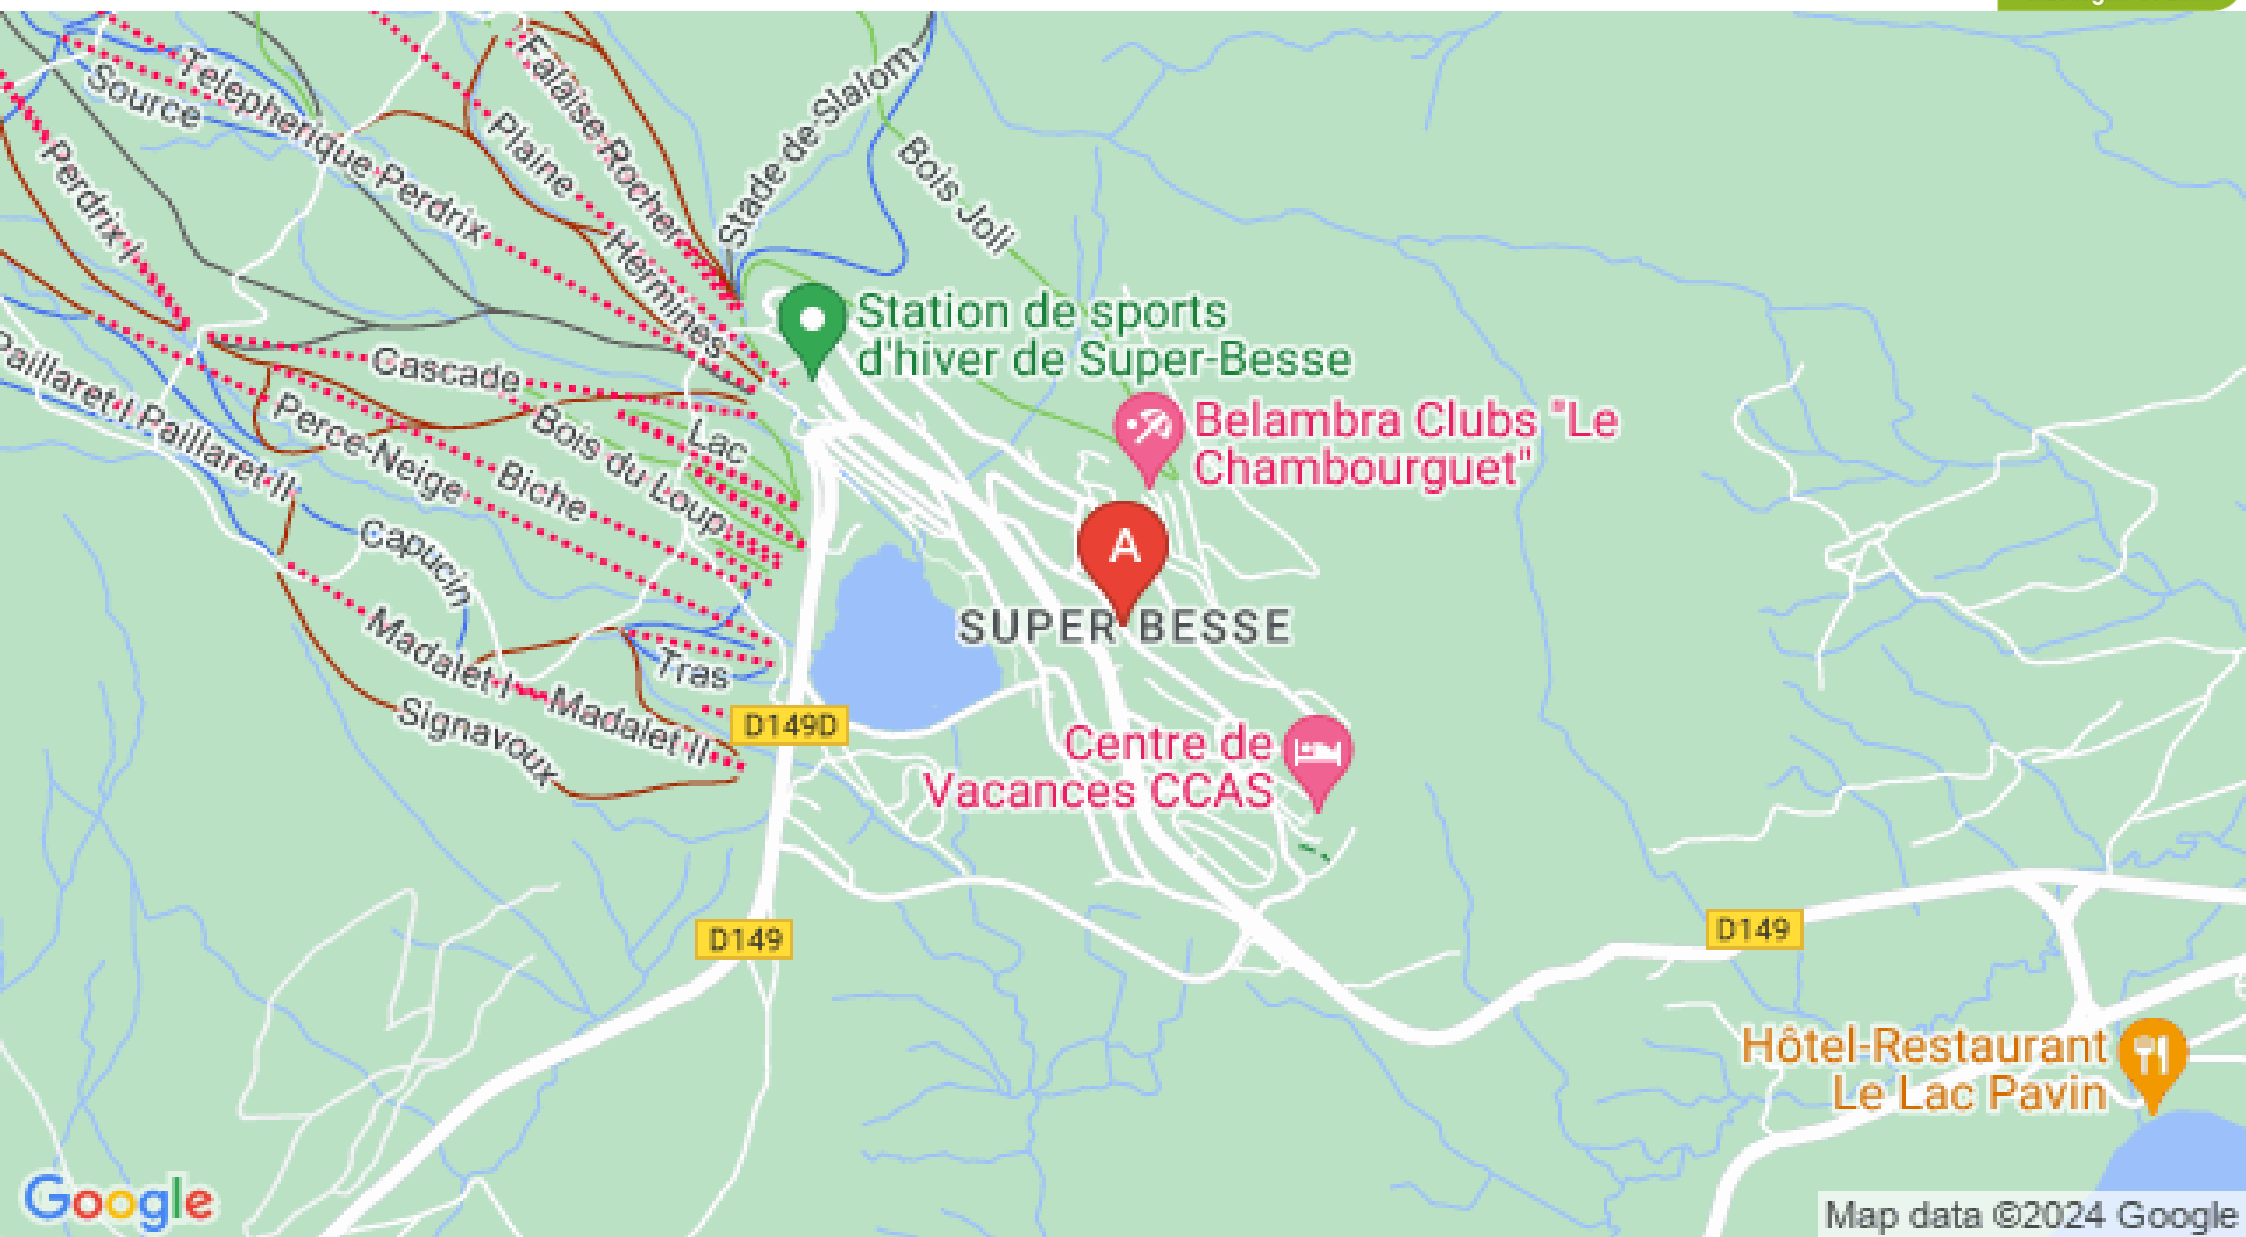 Telepherique Perdrix
Source
Falaise
Rocher
Stade de Slalom
Plaine
Bois Joli
Perdrix I
Hermines
Station de sports
d'hiver de Super-Besse
Cascade
Paillaret I
Paillaret II
Perce-Neige
Bois du Loup
Lac
Biche
Belambra Clubs "Le
Chambourguet"
Capucin
A
SUPER BESSE
Madalet I
Madalet II
Tras
Signavoux
D149D
Centre de
Vacances CCAS
D149
D149
Hôtel-Restaurant
Le Lac Pavin
Google
Map data ©2024 Google